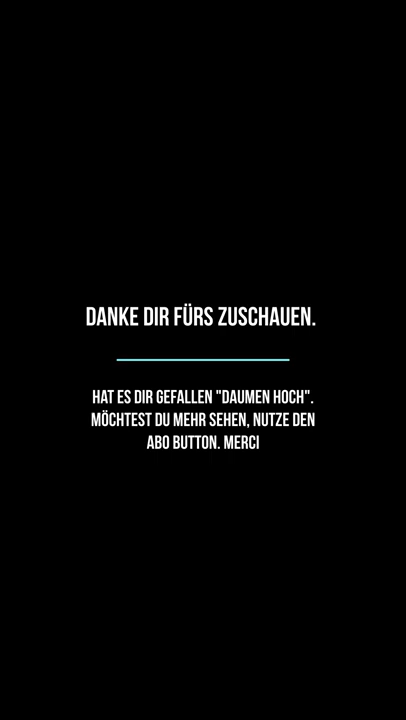 DANKE DIR FÜRS ZUSCHAUEN.
HAT ES DIR GEFALLEN "DAUMEN HOCH".
MÖCHTEST DU MEHR SEHEN, NUTZE DEN
ABO BUTTON. MERCI